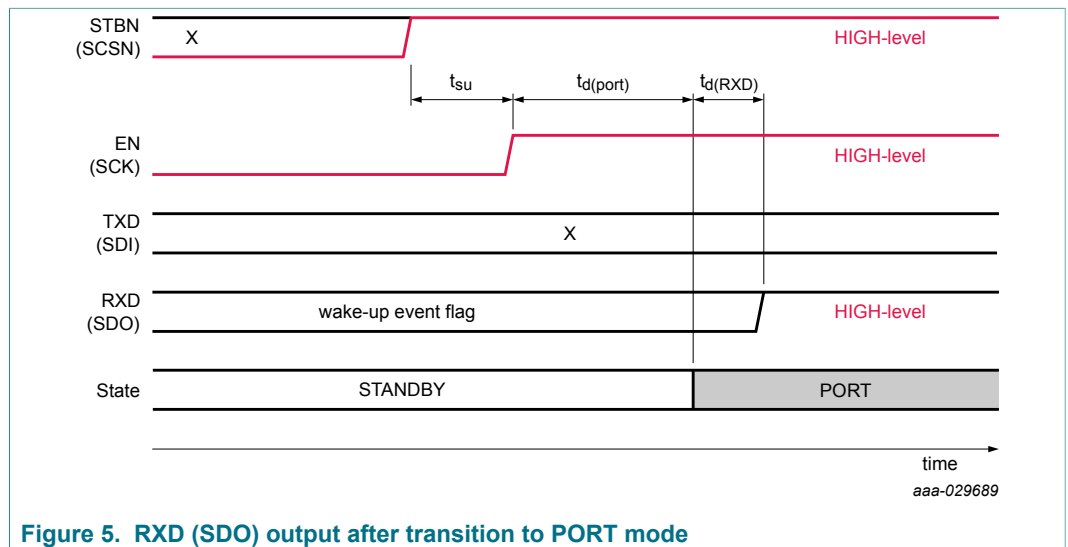 STBN
(SCSN)
X
HIGH-level
tsu
td(port)
td(RXD)
EN
(SCK)
HIGH-level
TXD
(SDI)
X
RXD
(SDO)
wake-up event flag
HIGH-level
State
STANDBY
PORT
time
aaa-029689
Figure 5. RXD (SDO) output after transition to PORT mode